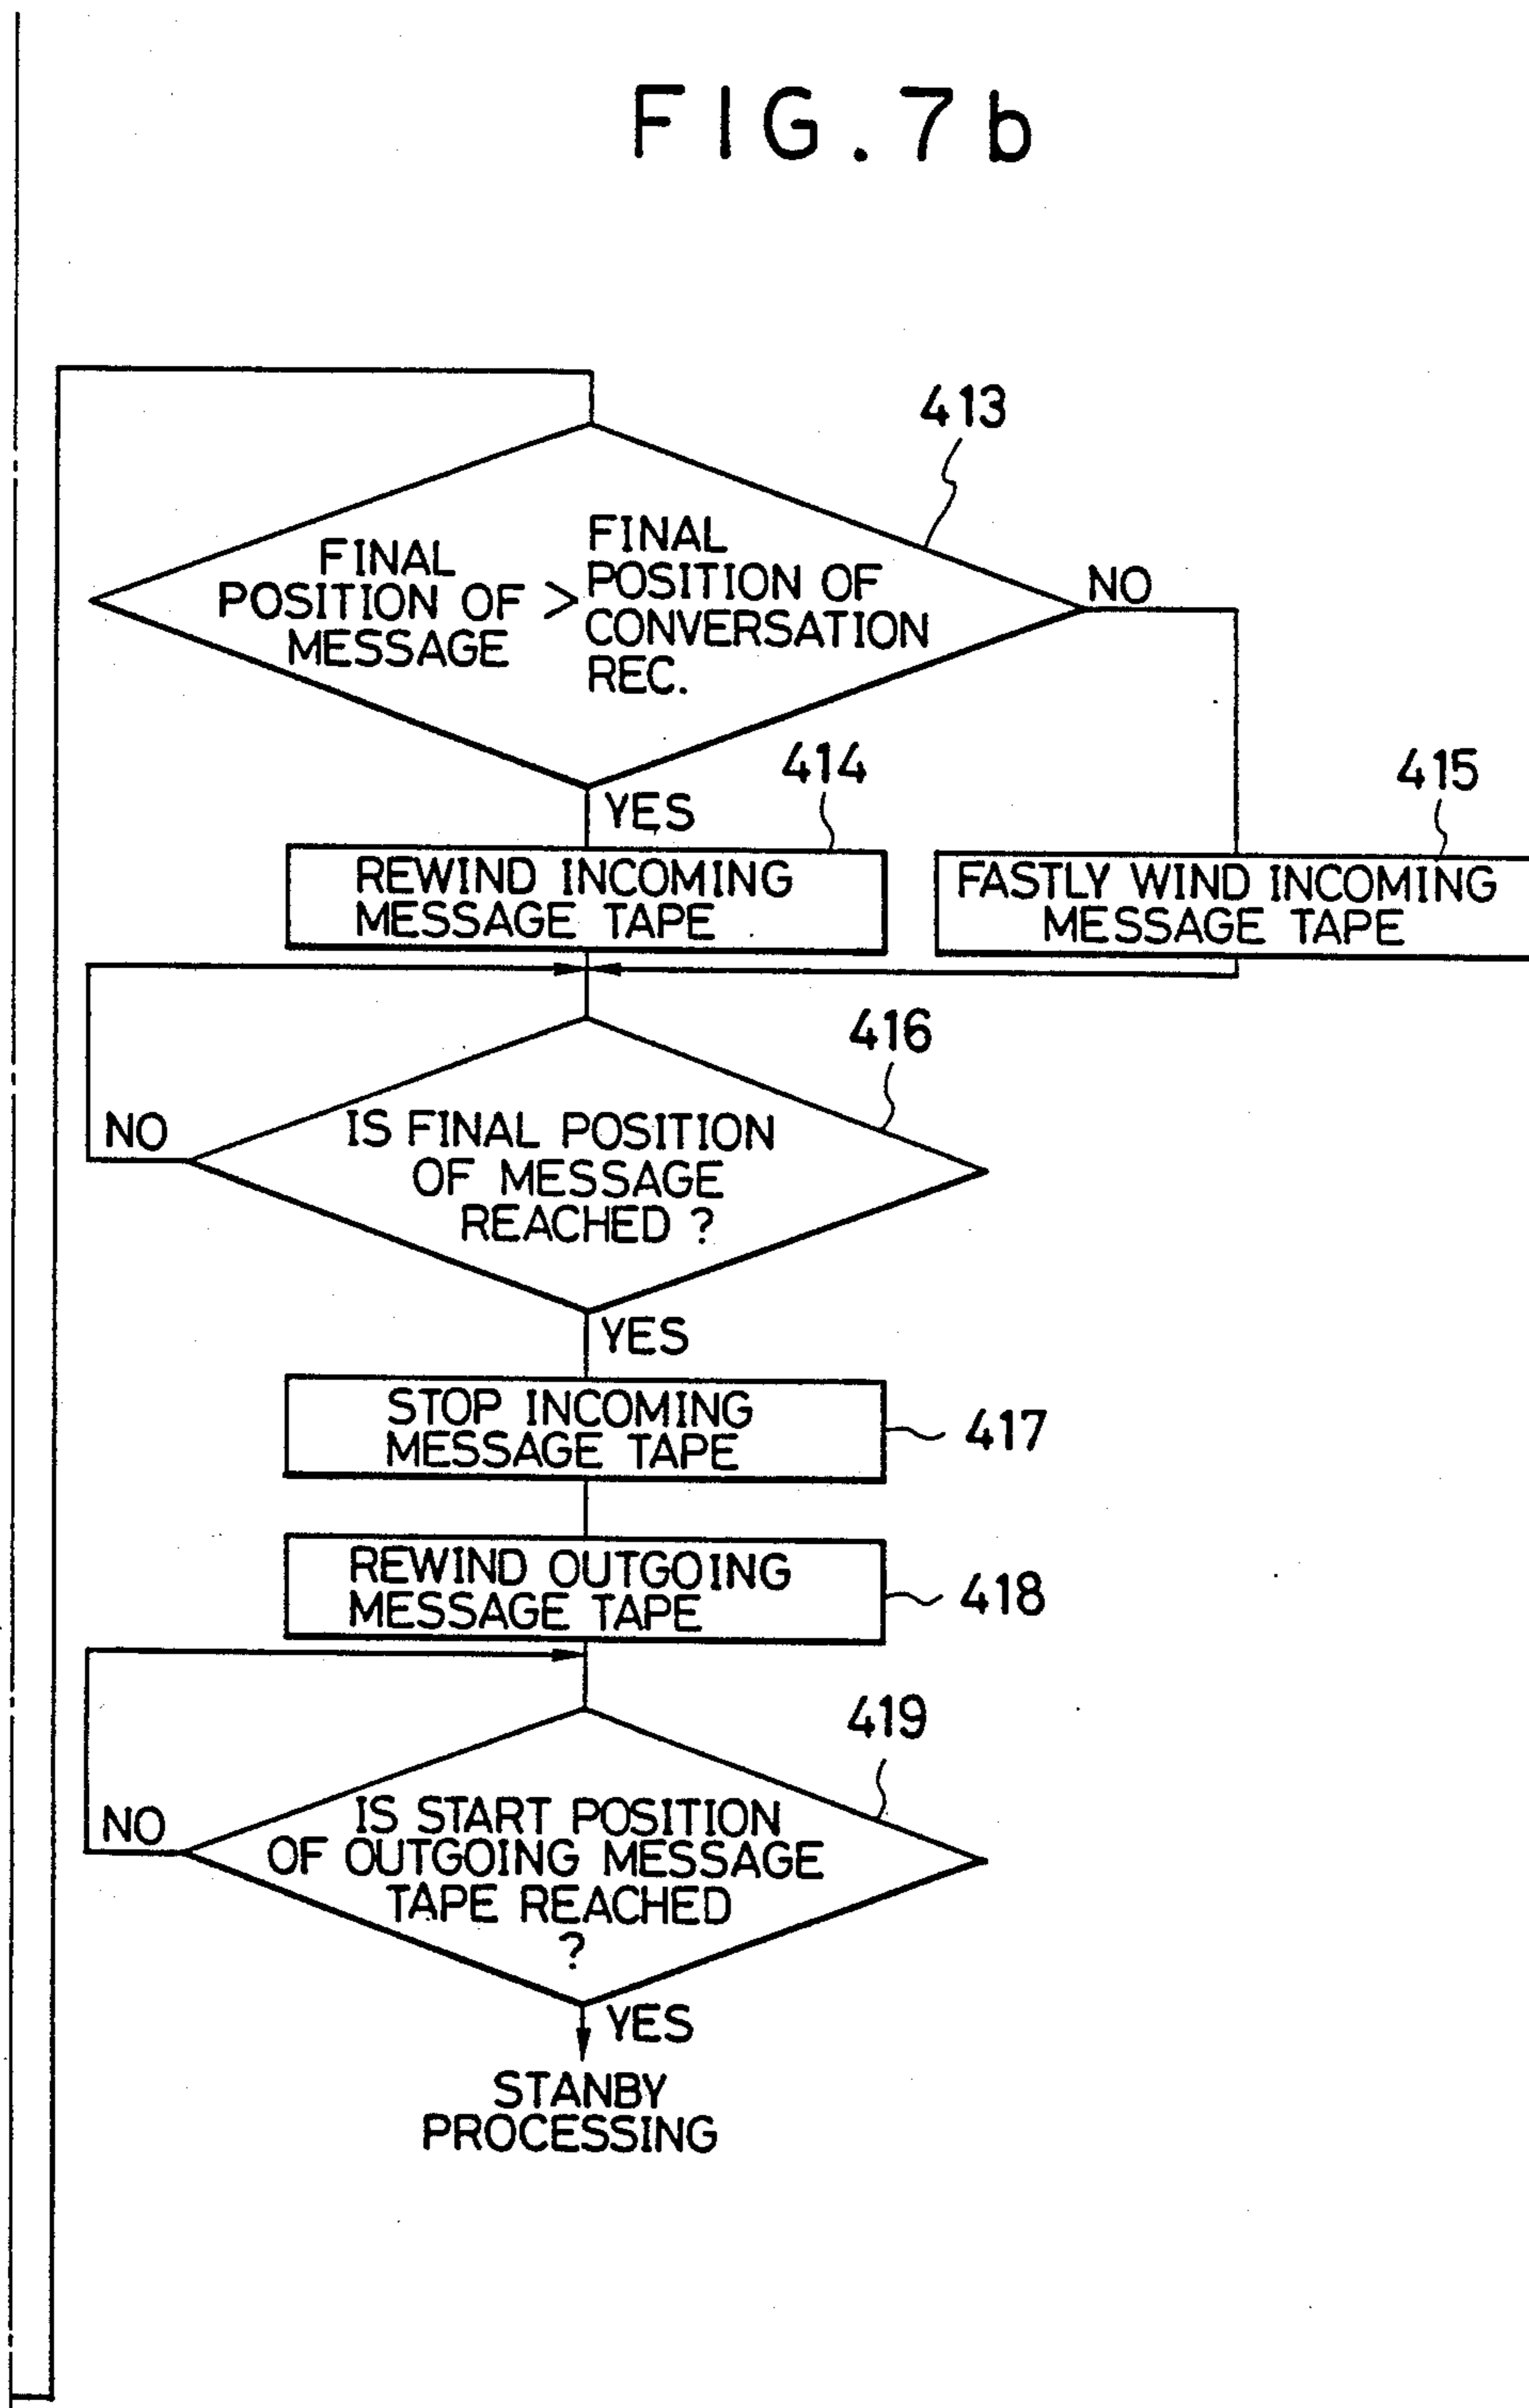 FIG. 7b
413
FINAL
POSITION OF
MESSAGE
>
FINAL
POSITION OF
CONVERSATION
REC.
NO
YES
414
REWIND INCOMING
MESSAGE TAPE
415
FASTLY WIND INCOMING
MESSAGE TAPE
416
IS FINAL POSITION
OF MESSAGE
REACHED ?
NO
YES
STOP INCOMING
MESSAGE TAPE
417
REWIND OUTGOING
MESSAGE TAPE
418
419
IS START POSITION
OF OUTGOING MESSAGE
TAPE REACHED
?
NO
YES
STANBY
PROCESSING